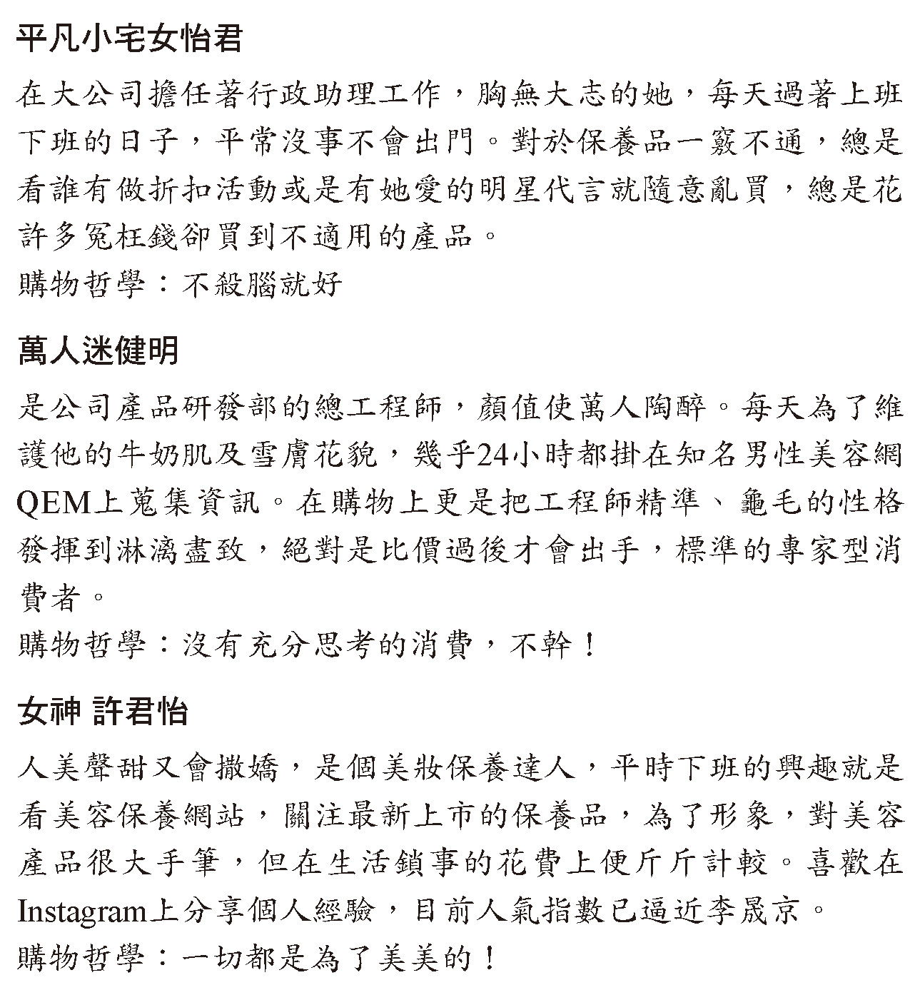 平凡小宅女怡君
在大公司擔任著行政助理工作，胸無大志的她，每天過著上班
下班的日子，平常沒事不會出門。對於保養品一竅不通，總是
看誰有做折扣活動或是有她愛的明星代言就隨意亂買，總是花
許多冤枉錢卻買到不適用的產品。
購物哲學：不殺腦就好
萬人迷健明
是公司產品研發部的總工程師，顏值使萬人陶醉。每天為了維
護他的牛奶肌及雪膚花貌，幾乎24小時都掛在知名男性美容網
QEM上蒐集資訊。在購物上更是把工程師精準、龜毛的性格
發揮到淋漓盡致，絕對是比價過後才會出手，標準的專家型消
費者。
購物哲學：沒有充分思考的消費，不幹！
女神 許君怡
人美聲甜又會撒嬌，是個美妝保養達人，平時下班的興趣就是
看美容保養網站，關注最新上市的保養品，為了形象，對美容
產品很大手筆，但在生活鎖事的花費上便斤斤計較。喜歡在
Instagram上分享個人經驗，目前人氣指數已逼近李晟京。
購物哲學：一切都是為了美美的！